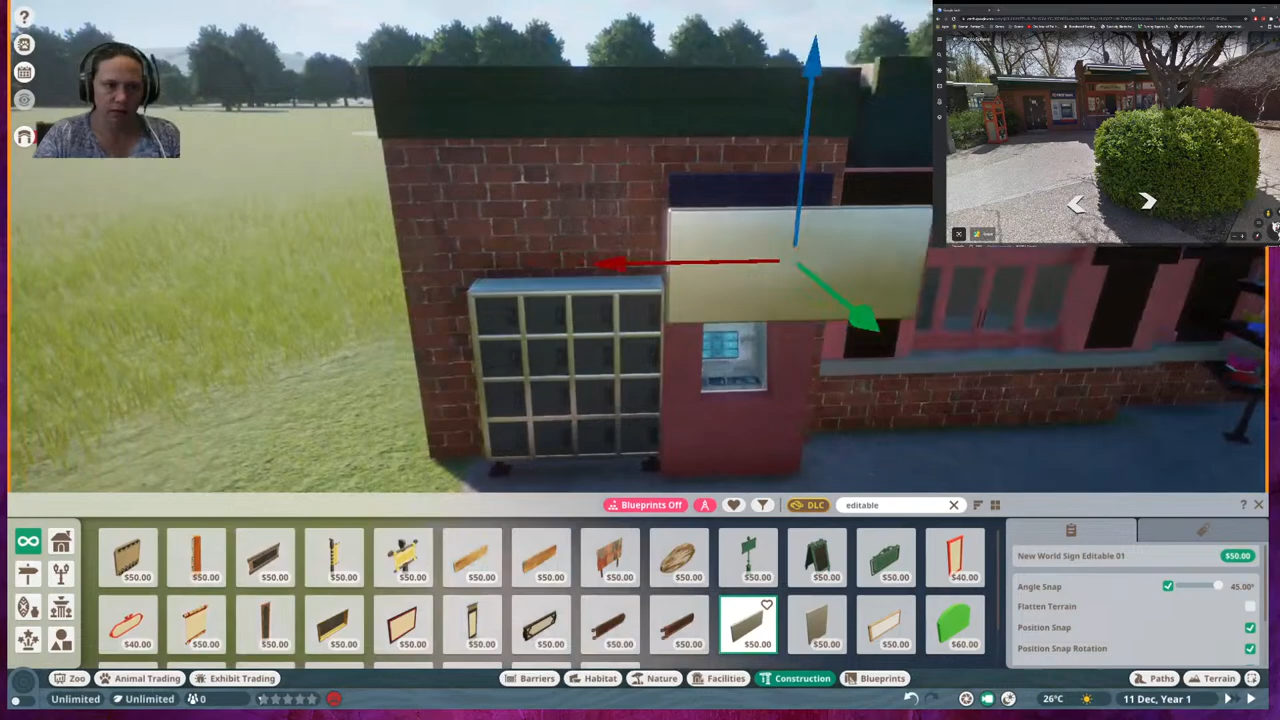 Blueprints Off
DLC
editable
$50.00
$50.00
$50.00
$50.00
$50.00
$50.00
$50.00
$50.00
$50.00
$50.00
$50.00
$50.00
$40.00
$40.00
$50.00
$50.00
$50.00
$50.00
$50.00
$50.00
$50.00
$50.00
$50.00
$50.00
$50.00
$60.00
New World Sign Editable 01
$50.00
Angle Snap
45.00°
Flatten Terrain
Position Snap
Position Snap Rotation
Zoo
Animal Trading
Exhibit Trading
Barriers
Habitat
Nature
Facilities
Construction
Blueprints
Paths
Terrain
Unlimited
Unlimited
0
26°C
11 Dec, Year 1